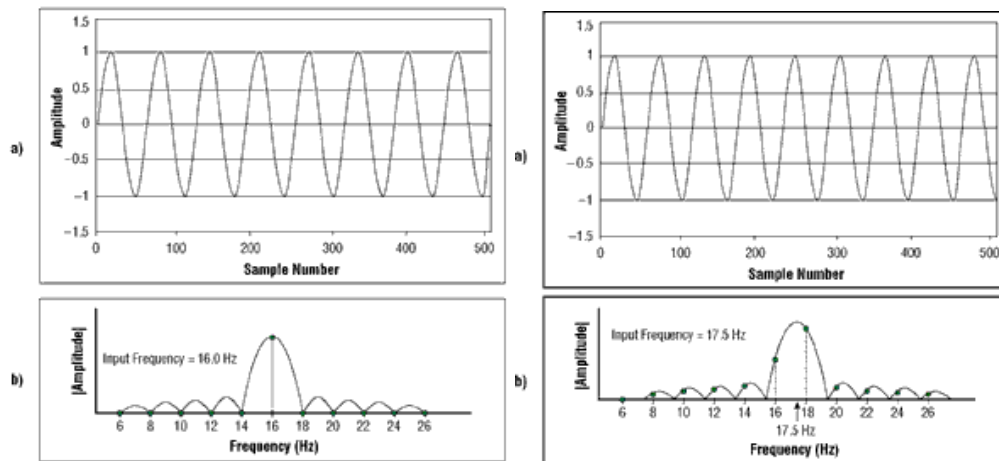 1.5
1
0.5
0
−0.5
−1
−1.5
Amplitude
a)
0 100 200 300 400 500
Sample Number
|Amplitude|
Input Frequency = 16.0 Hz
b)
6 8 10 12 14 16 18 20 22 24 26
Frequency (Hz)
1.5
1
0.5
0
−0.5
−1
−1.5
Amplitude
a)
0 100 200 300 400 500
Sample Number
|Amplitude|
Input Frequency = 17.5 Hz
b)
6 8 10 12 14 16 18 20 22 24 26
17.5 Hz
Frequency (Hz)